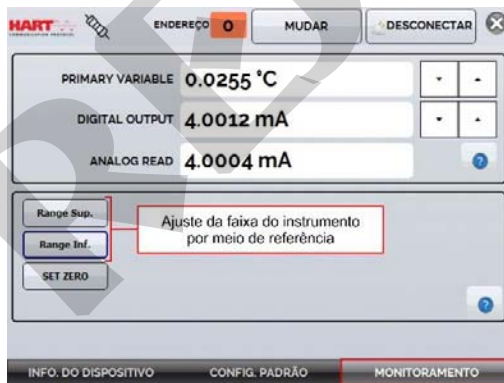 HART
COMMUNICATION PROTOCOL
ENDEREÇO 0 MUDAR DESCONECTAR
PRIMARY VARIABLE 0.0255 °C
DIGITAL OUTPUT 4.0012 mA
ANALOG READ 4.0004 mA
?
Range Sup.
Range Inf.
SET ZERO
Ajuste da faixa do instrumento
por meio de referência
?
INFO. DO DISPOSITIVO CONFIG. PADRÃO MONITORAMENTO